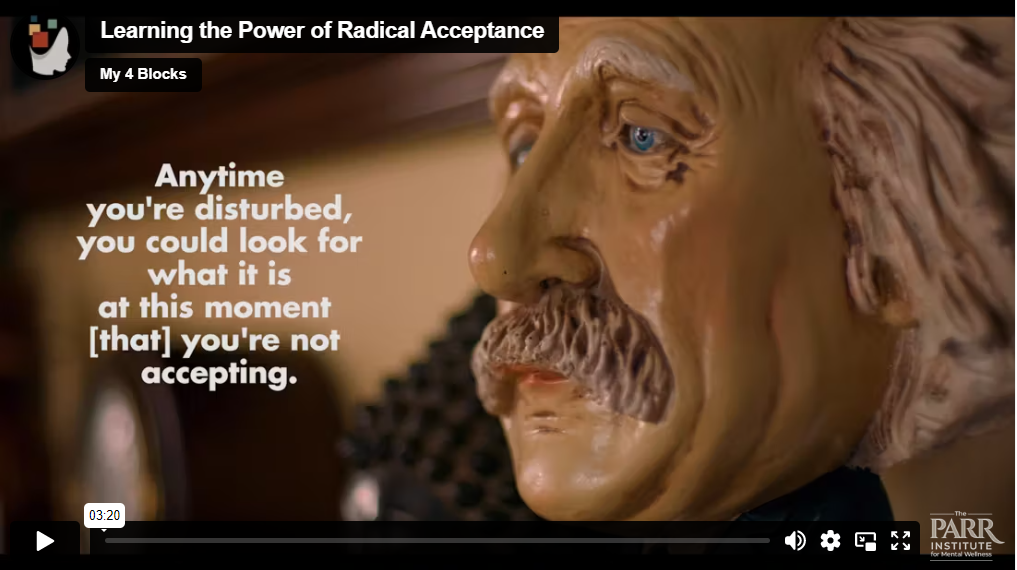 Learning the Power of Radical Acceptance
My 4 Blocks
Anytime
you're disturbed,
you could look for
what it is
at this moment
[that] you're not
accepting.
03:20
The
PARR
INSTITUTE
for Mental Wellness